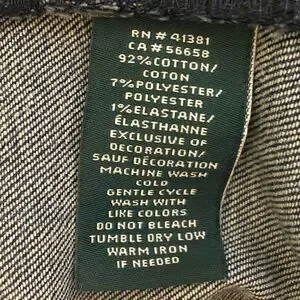 RN # 41381
CA # 56658
92% COTTON/
COTON
7% POLYESTER/
POLYESTER
1% ELASTANE/
ÉLASTHANNE
EXCLUSIVE OF
DECORATION/
SAUF DÉCORATION
MACHINE WASH
COLD
GENTLE CYCLE
WASH WITH
LIKE COLORS
DO NOT BLEACH
TUMBLE DRY LOW
WARM IRON
IF NEEDED